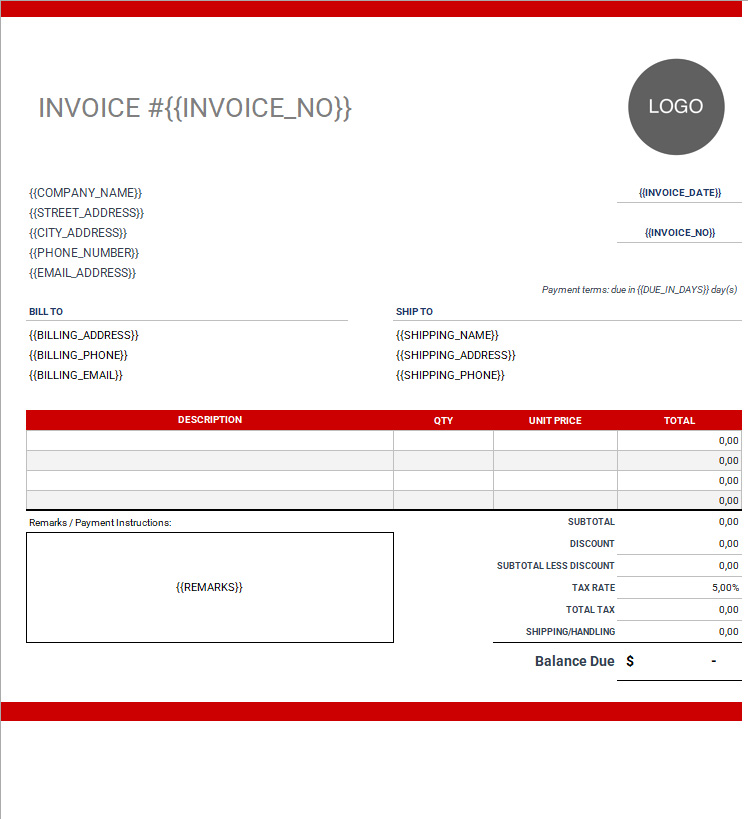 INVOICE #{{INVOICE_NO}}
LOGO
{{COMPANY_NAME}}
{{INVOICE_DATE}}
{{STREET_ADDRESS}}
{{CITY_ADDRESS}}
{{INVOICE_NO}}
{{PHONE_NUMBER}}
{{EMAIL_ADDRESS}}
Payment terms: due in {{DUE_IN_DAYS}} day(s)
BILL TO
{{BILLING_ADDRESS}}
{{BILLING_PHONE}}
{{BILLING_EMAIL}}
SHIP TO
{{SHIPPING_NAME}}
{{SHIPPING_ADDRESS}}
{{SHIPPING_PHONE}}
DESCRIPTION QTY UNIT PRICE TOTAL
0,00
0,00
0,00
0,00
Remarks / Payment Instructions:
{{REMARKS}}
SUBTOTAL 0,00
DISCOUNT 0,00
SUBTOTAL LESS DISCOUNT 0,00
TAX RATE 5,00%
TOTAL TAX 0,00
SHIPPING/HANDLING 0,00
Balance Due $ -